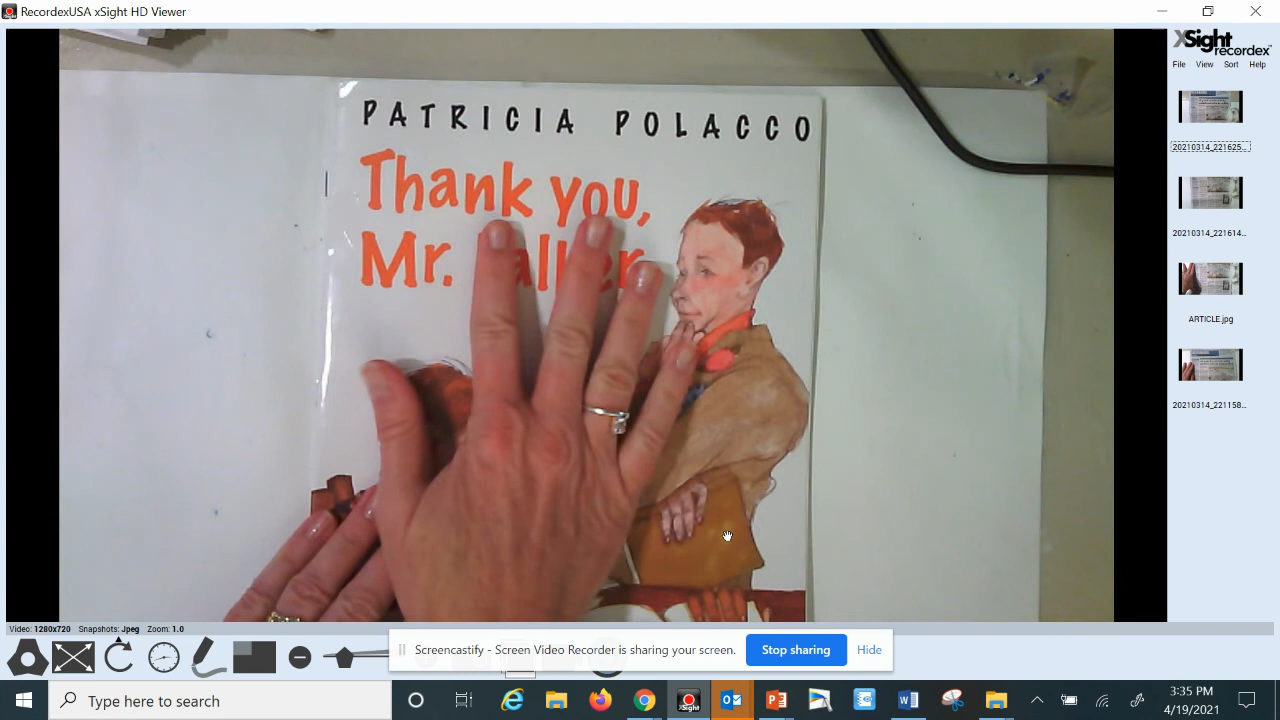 RecordexUSA xSight HD Viewer
XSight
recordex
File View Sort Help
PATRICIA POLACCO
Thank you,
Mr.
20210314_221625...
20210314_221614...
ARTICLE.jpg
20210314_221158...
Video: 1280x720 Snapshots: Jpeg Zoom: 1.0
Screencastify - Screen Video Recorder is sharing your screen.
Stop sharing
Hide
Type here to search
xSight
3:35 PM
4/19/2021